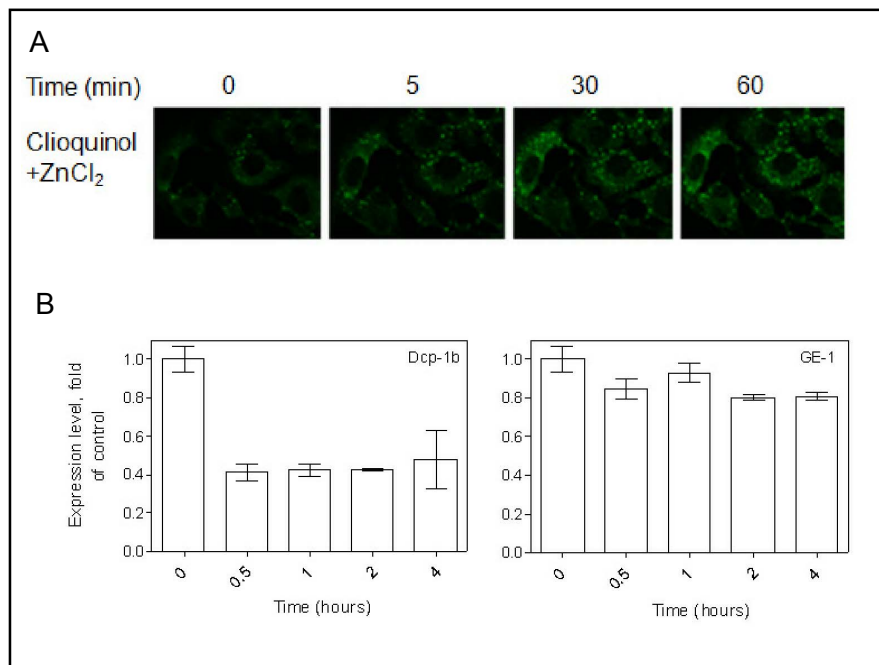 A
Time (min) 0 5 30 60
Clioquinol
+ZnCl₂
B
Expression level, fold
of control
1.0
0.8
0.6
0.4
0.2
0.0
Dcp-1b
0 0.5 1 2 4
Time (hours)
1.0
0.8
0.6
0.4
0.2
0.0
GE-1
0 0.5 1 2 4
Time (hours)